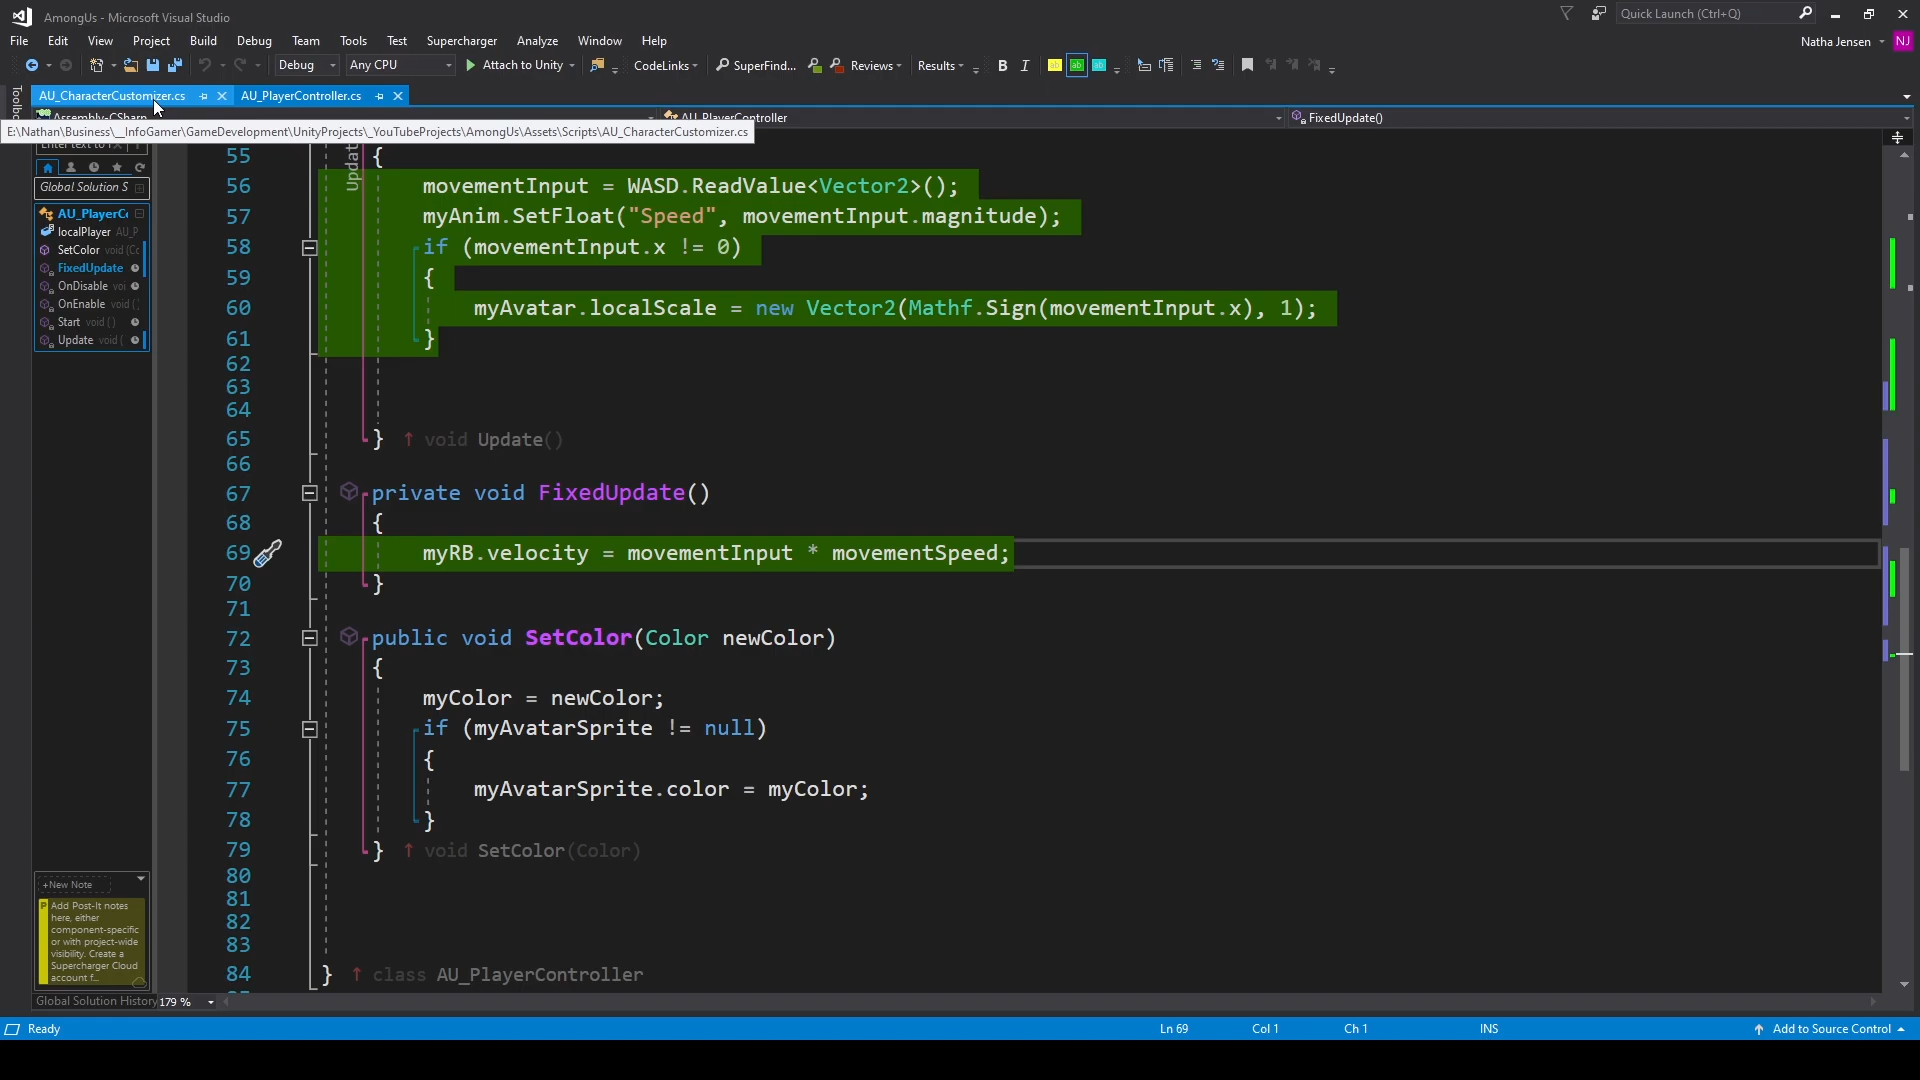 AmongUs - Microsoft Visual Studio
Quick Launch (Ctrl+Q)
File Edit View Project Build Debug Team Tools Test Supercharger Analyze Window Help
Natha Jensen NJ
Debug Any CPU Attach to Unity CodeLinks SuperFind... Reviews Results B I ab ab ab
Toolbo
AU_CharacterCustomizer.cs AU_PlayerController.cs
Assembly-CSharp AU_PlayerController FixedUpdate()
E:\Nathan\Business\__InfoGamer\GameDevelopment\UnityProjects\_YouTubeProjects\AmongUs\Assets\Scripts\AU_CharacterCustomizer.cs
Enter text to f
Global Solution S
AU_PlayerCo
localPlayer AU_P
SetColor void (Co
FixedUpdate
OnDisable voi
OnEnable void (
Start void ( )
Update void (
Updat
55 {
56 movementInput = WASD.ReadValue<Vector2>();
57 myAnim.SetFloat("Speed", movementInput.magnitude);
58 if (movementInput.x != 0)
59 {
60 myAvatar.localScale = new Vector2(Mathf.Sign(movementInput.x), 1);
61 }
62
63
64
65 } ↑ void Update()
66
67 private void FixedUpdate()
68 {
69 myRB.velocity = movementInput * movementSpeed;
70 }
71
72 public void SetColor(Color newColor)
73 {
74 myColor = newColor;
75 if (myAvatarSprite != null)
76 {
77 myAvatarSprite.color = myColor;
78 }
79 } ↑ void SetColor(Color)
80
81
82
83
84 } ↑ class AU_PlayerController
+New Note
P Add Post-It notes
here, either
component-specific
or with project-wide
visibility. Create a
Supercharger Cloud
account f...
Global Solution History 179 %
Ready Ln 69 Col 1 Ch 1 INS Add to Source Control